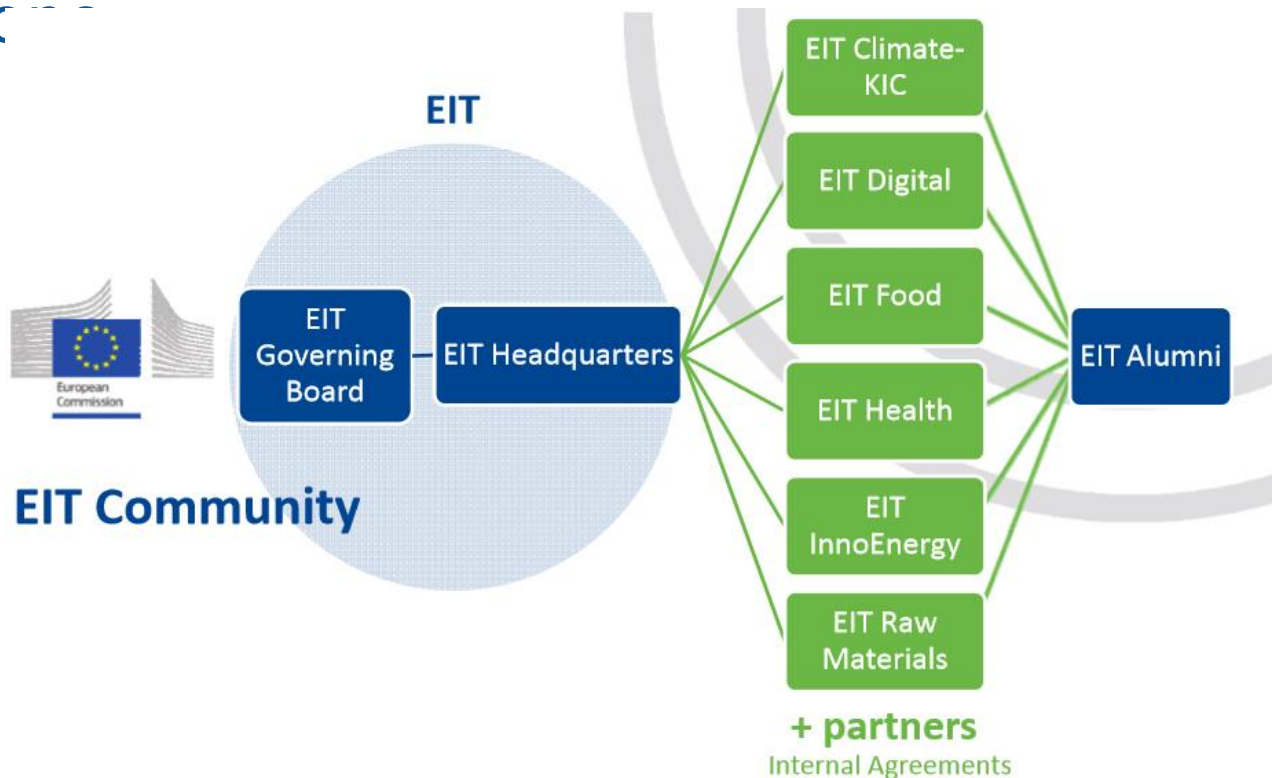 EIT
EIT Climate-
KIC
EIT Digital
EIT Food
EIT Health
EIT
InnoEnergy
EIT Raw
Materials
EIT
Governing
Board
EIT Headquarters
EIT Alumni
European
Commission
EIT Community
+ partners
Internal Agreements